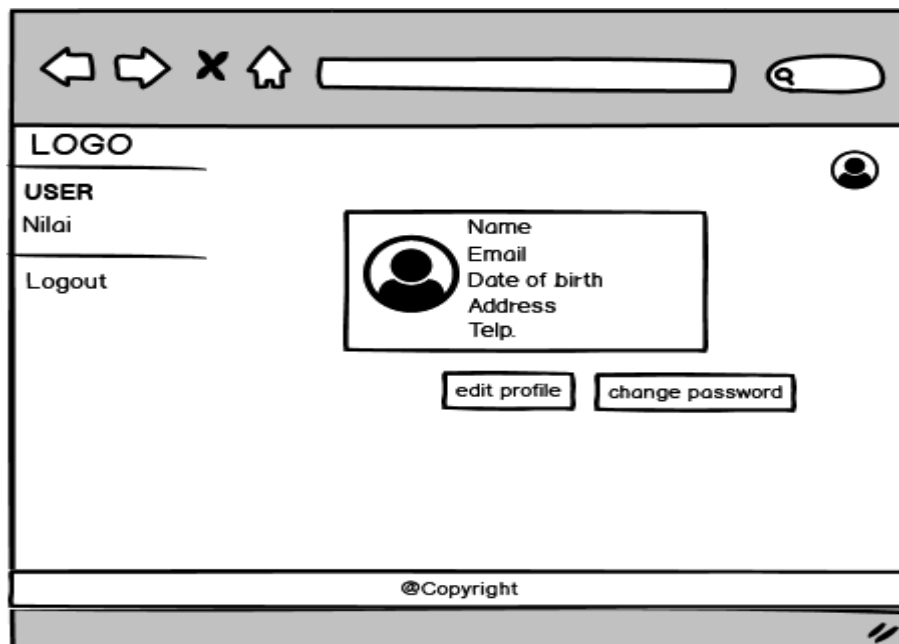 LOGO
USER
Nilai
Logout
Name
Email
Date of birth
Address
Telp.
edit profile
change password
@Copyright